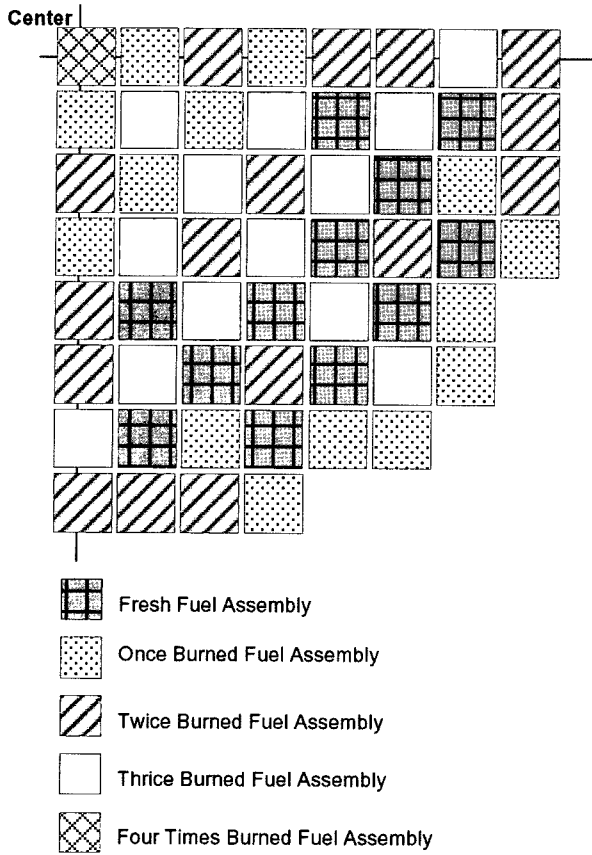 Center
Fresh Fuel Assembly
Once Burned Fuel Assembly
Twice Burned Fuel Assembly
Thrice Burned Fuel Assembly
Four Times Burned Fuel Assembly